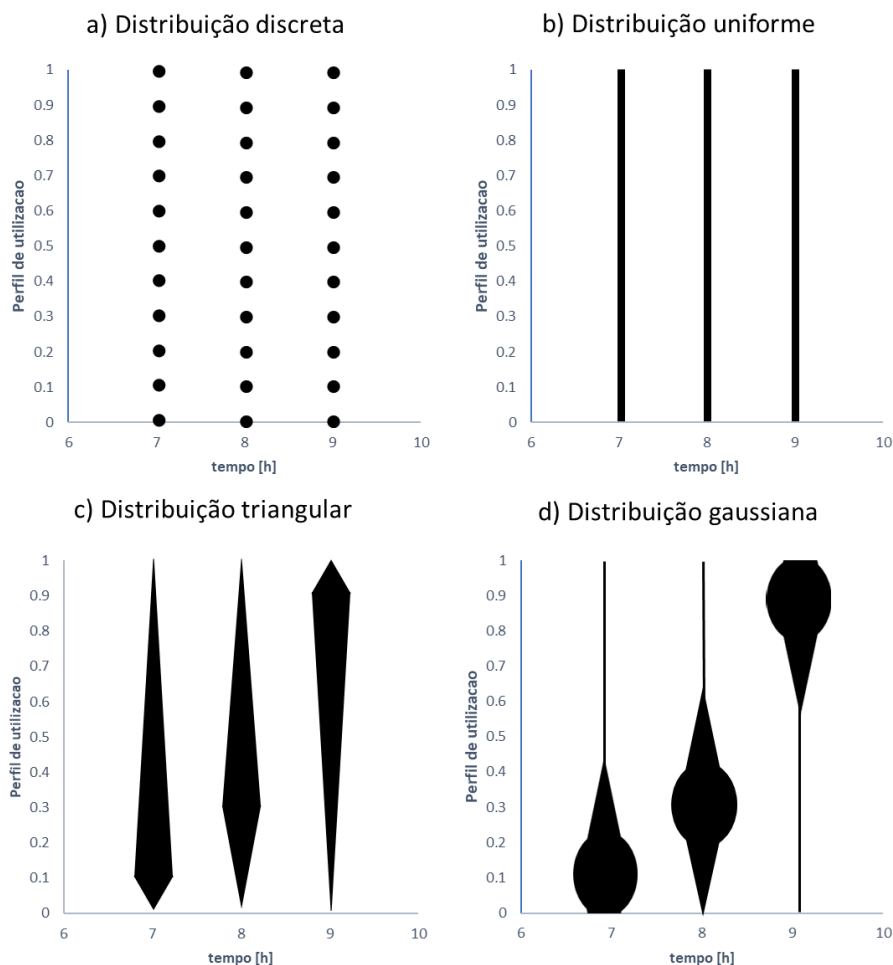 a) Distribuição discreta
Perfil de utilizacao
1
0.9
0.8
0.7
0.6
0.5
0.4
0.3
0.2
0.1
0
6 7 8 9 10
tempo [h]
b) Distribuição uniforme
Perfil de utilizacao
1
0.9
0.8
0.7
0.6
0.5
0.4
0.3
0.2
0.1
0
6 7 8 9 10
tempo [h]
c) Distribuição triangular
Perfil de utilizacao
1
0.9
0.8
0.7
0.6
0.5
0.4
0.3
0.2
0.1
0
6 7 8 9 10
tempo [h]
d) Distribuição gaussiana
Perfil de utilizacao
1
0.9
0.8
0.7
0.6
0.5
0.4
0.3
0.2
0.1
0
6 7 8 9 10
tempo [h]